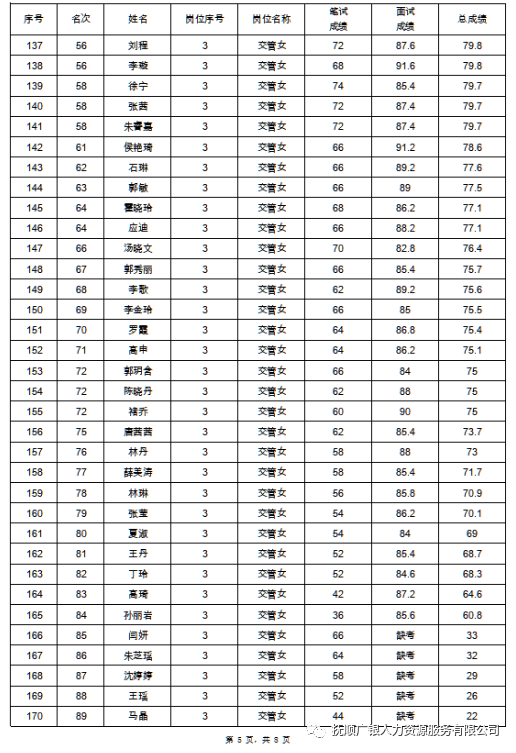 序号 名次 姓名 岗位序号 岗位名称 笔试成绩 面试成绩 总成绩
137 56 刘程 3 交管女 72 87.6 79.8
138 56 李璇 3 交管女 68 91.6 79.8
139 58 徐宁 3 交管女 74 85.4 79.7
140 58 张茜 3 交管女 72 87.4 79.7
141 58 朱睿嘉 3 交管女 72 87.4 79.7
142 61 侯艳琦 3 交管女 66 91.2 78.6
143 62 石琳 3 交管女 66 89.2 77.6
144 63 郭敏 3 交管女 66 89 77.5
145 64 霍晓玲 3 交管女 68 86.2 77.1
146 64 应迪 3 交管女 66 88.2 77.1
147 66 汤晓文 3 交管女 70 82.8 76.4
148 67 郭秀丽 3 交管女 66 85.4 75.7
149 68 李歌 3 交管女 62 89.2 75.6
150 69 李金玲 3 交管女 66 85 75.5
151 70 罗霞 3 交管女 64 86.8 75.4
152 71 高申 3 交管女 64 86.2 75.1
153 72 郭玥含 3 交管女 66 84 75
154 72 陈晓丹 3 交管女 62 88 75
155 72 褚乔 3 交管女 60 90 75
156 75 唐茜茜 3 交管女 62 85.4 73.7
157 76 林丹 3 交管女 58 88 73
158 77 薛美涛 3 交管女 58 85.4 71.7
159 78 林琳 3 交管女 56 85.8 70.9
160 79 张莹 3 交管女 54 86.2 70.1
161 80 夏淑 3 交管女 54 84 69
162 81 王丹 3 交管女 52 85.4 68.7
163 82 丁玲 3 交管女 52 84.6 68.3
164 83 高琦 3 交管女 42 87.2 64.6
165 84 孙丽岩 3 交管女 36 85.6 60.8
166 85 闫妍 3 交管女 66 缺考 33
167 86 朱芷瑶 3 交管女 64 缺考 32
168 87 沈婷婷 3 交管女 58 缺考 29
169 88 王瑶 3 交管女 52 缺考 26
170 89 马晶 3 交管女 44 缺考 22
抚顺广银人力资源服务有限公司
第 5 页，共 8 页